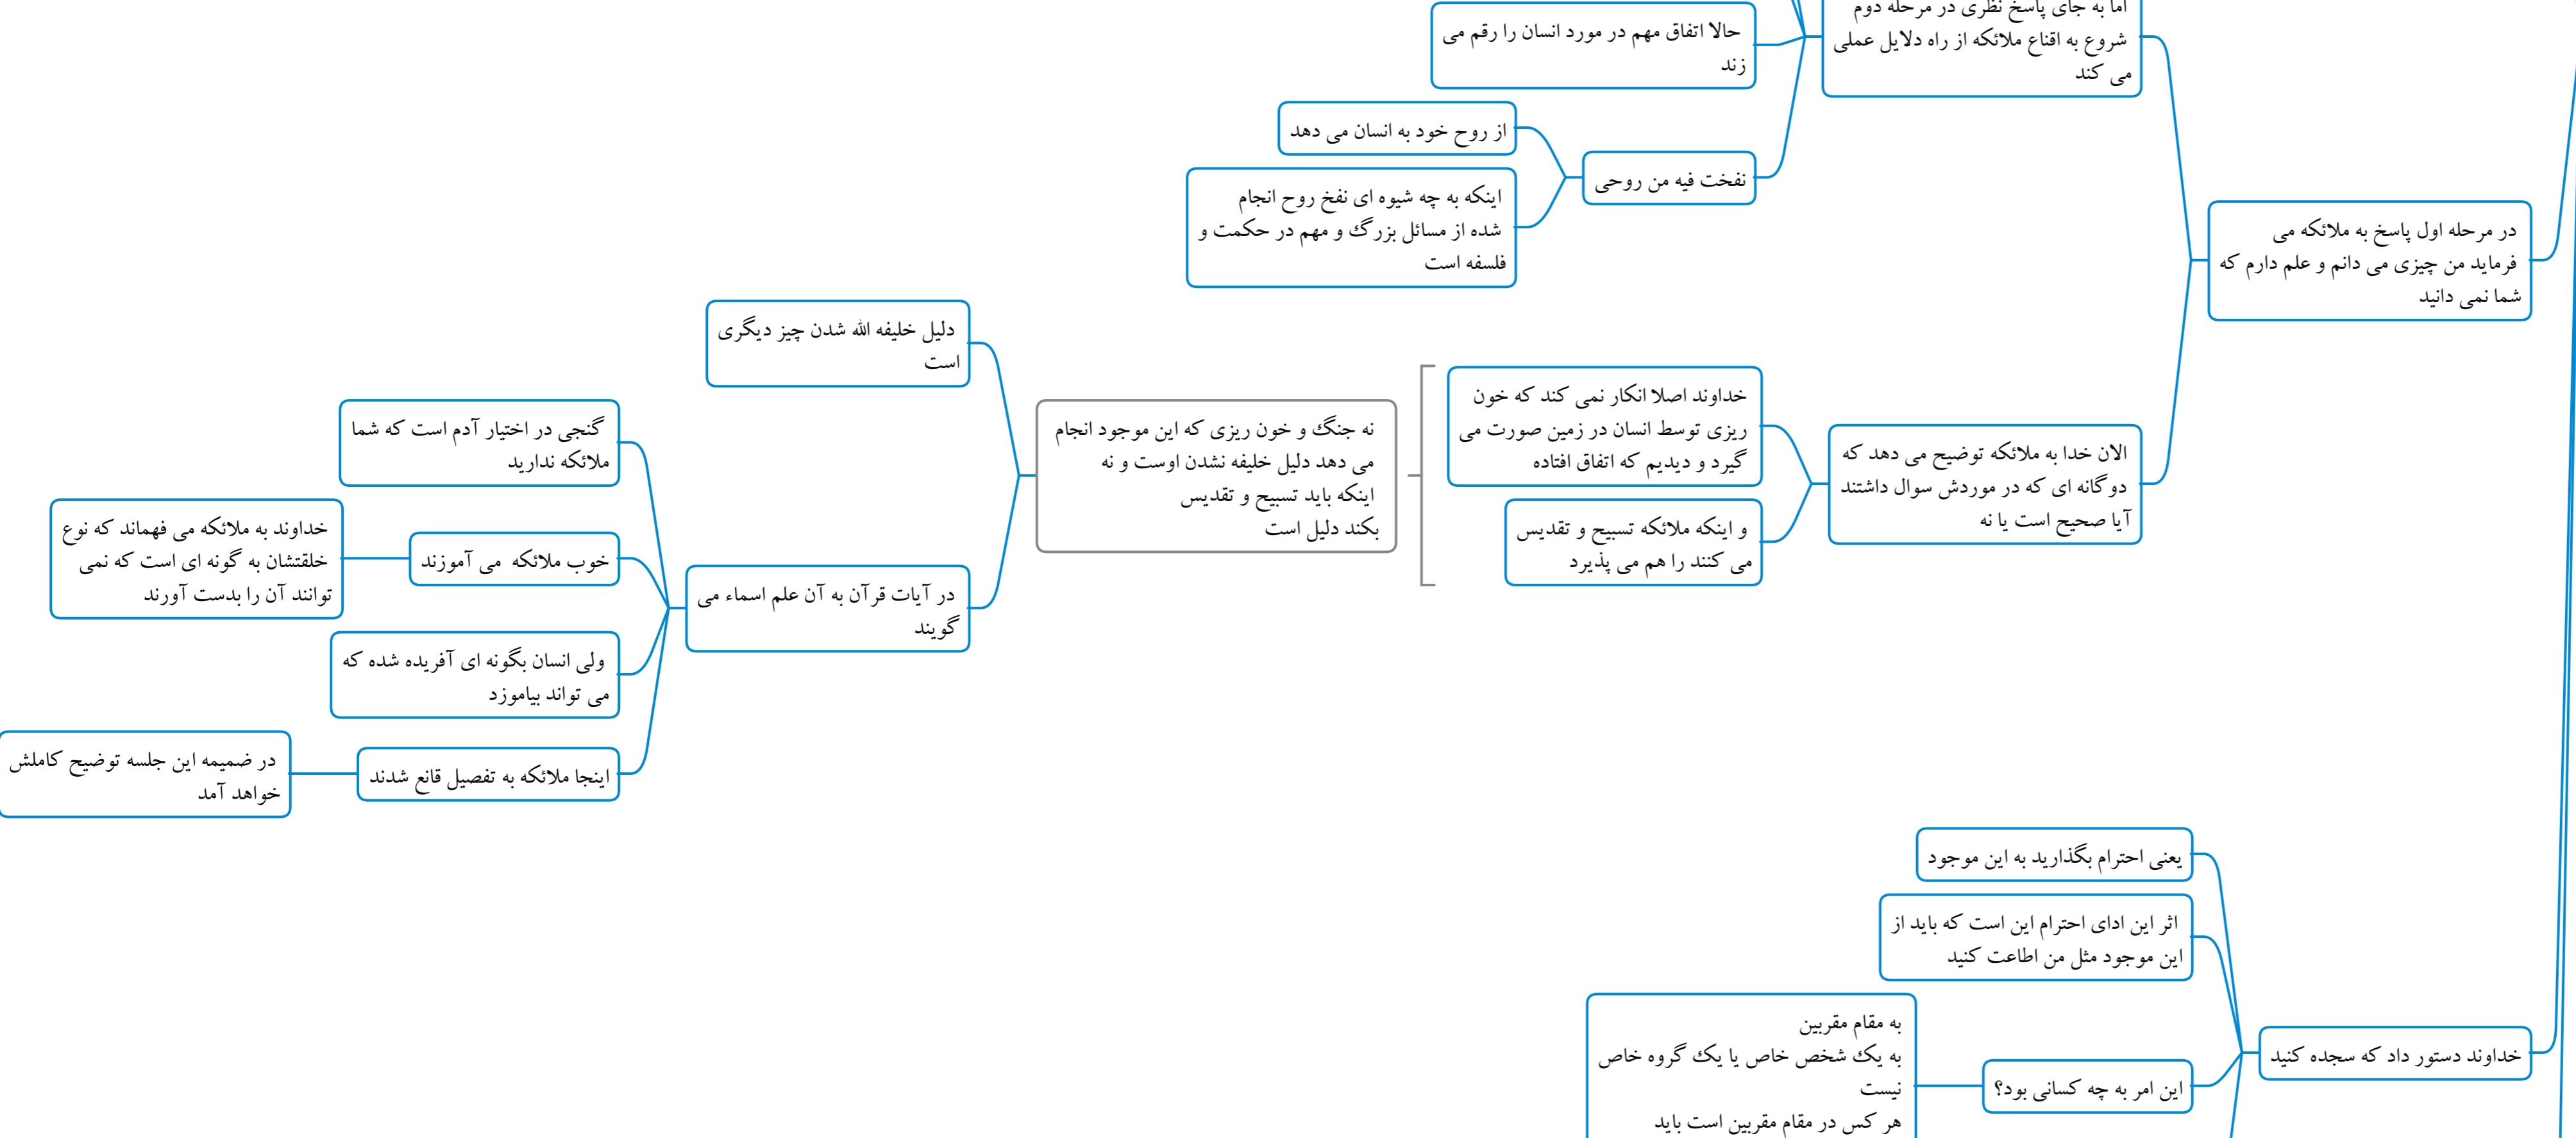 در مرحله اول پاسخ به ملائکه می
فرماید من چیزی می دانم و علم دارم که
شما نمی دانید
اما به جای پاسخ نظری در مرحله دوم
شروع به اقناع ملائکه از راه دلایل عملی
می کند
حالا اتفاق مهم در مورد انسان را رقم می
زند
نفخت فیه من روحی
از روح خود به انسان می دهد
اینکه به چه شیوه ای نفخ روح انجام
شده از مسائل بزرگ و مهم در حکمت و
فلسفه است
الان خدا به ملائکه توضیح می دهد که
دوگانه ای که در موردش سوال داشتند
آیا صحیح است یا نه
خداوند اصلا انکار نمی کند که خون
ریزی توسط انسان در زمین صورت می
گیرد و دیدیم که اتفاق افتاده
و اینکه ملائکه تسبیح و تقدیس
می کنند را هم می پذیرد
نه جنگ و خون ریزی که این موجود انجام
می دهد دلیل خلیفه نشدن اوست و نه
اینکه باید تسبیح و تقدیس
بکند دلیل است
دلیل خلیفه الله شدن چیز دیگری
است
در آیات قرآن به آن علم اسماء می
گویند
گنجی در اختیار آدم است که شما
ملائکه ندارید
خوب ملائکه می آموزند
خداوند به ملائکه می فهماند که نوع
خلقتشان به گونه ای است که نمی
توانند آن را بدست آورند
ولی انسان بگونه ای آفریده شده که
می تواند بیاموزد
اینجا ملائکه به تفصیل قانع شدند
در ضمیمه این جلسه توضیح کاملش
خواهد آمد
خداوند دستور داد که سجده کنید
یعنی احترام بگذارید به این موجود
اثر این ادای احترام این است که باید از
این موجود مثل من اطاعت کنید
این امر به چه کسانی بود؟
به مقام مقربین
به یک شخص خاص یا یک گروه خاص
نیست
هر کس در مقام مقربین است باید